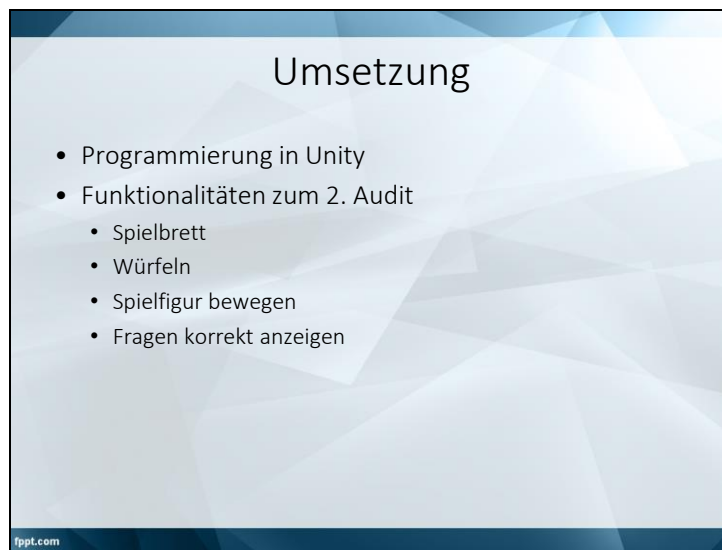 Umsetzung
• Programmierung in Unity
• Funktionalitäten zum 2. Audit
• Spielbrett
• Würfeln
• Spielfigur bewegen
• Fragen korrekt anzeigen
fppt.com